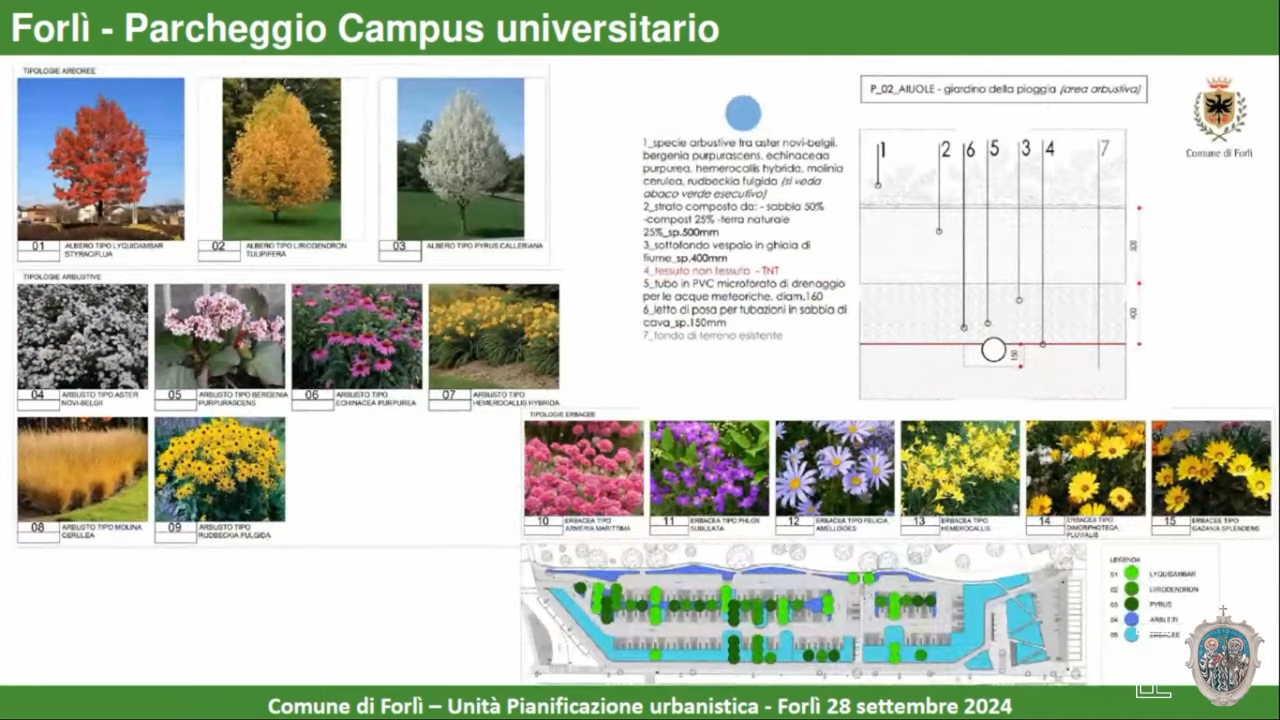 Forlì - Parcheggio Campus universitario
TIPOLOGIE ARBOREE
01
ALBERO TIPO LYQUIDAMBAR
STYRACIFLUA
02
ALBERO TIPO LIRIODENDRON
TULIPIFERA
03
ALBERO TIPO PYRUS CALLERIANA
TIPOLOGIE ARBUSTIVE
04
ARBUSTO TIPO ASTER
NOVI-BELGII
05
ARBUSTO TIPO BERGENIA
PURPURASCENS
06
ARBUSTO TIPO
ECHINACEA PURPUREA
07
ARBUSTO TIPO
HEMEROCALLIS HYBRIDA
08
ARBUSTO TIPO MOLINA
CERULEA
09
ARBUSTO TIPO
RUDBECKIA FULGIDA
1_specie arbustive tra aster novi-belgii,
bergenia purpurascens, echinaceaa
purpurea, hemerocallis hybrida, molinia
cerulea, rudbeckia fulgida (si veda
abaco verde esecutivo)
2_strato composto da: - sabbia 50%
-compost 25% -terra naturale
25%_sp.500mm
3_sottofondo vespaio in ghiaia di
fiume_sp.400mm
4_tessuto non tessuto - TNT
5_tubo in PVC microforato di drenaggio
per le acque meteoriche, diam.160
6_letto di posa per tubazioni in sabbia di
cava_sp.150mm
7_fondo di terreno esistente
P_02_AIUOLE - giardino della pioggia (area arbustiva)
1 2 6 5 3 4 7
400
150
Comune di Forlì
TIPOLOGIE ERBACEE
10
ERBACEA TIPO
ARMERIA MARITTIMA
11
ERBACEA TIPO PHLOX
SUBULATA
12
ERBACEA TIPO FELICIA
AMELLOIDES
13
ERBACEA TIPO
HEMEROCALLIS
14
ERBACEA TIPO
DIMORPHOTECA
PLUVIALIS
15
ERBACEE TIPO
GAZANIA SPLENDENS
LEGENDA
01 LYQUIDAMBAR
02 LIRIODENDRON
03 PYRUS
04
05
Comune di Forlì – Unità Pianificazione urbanistica - Forlì 28 settembre 2024